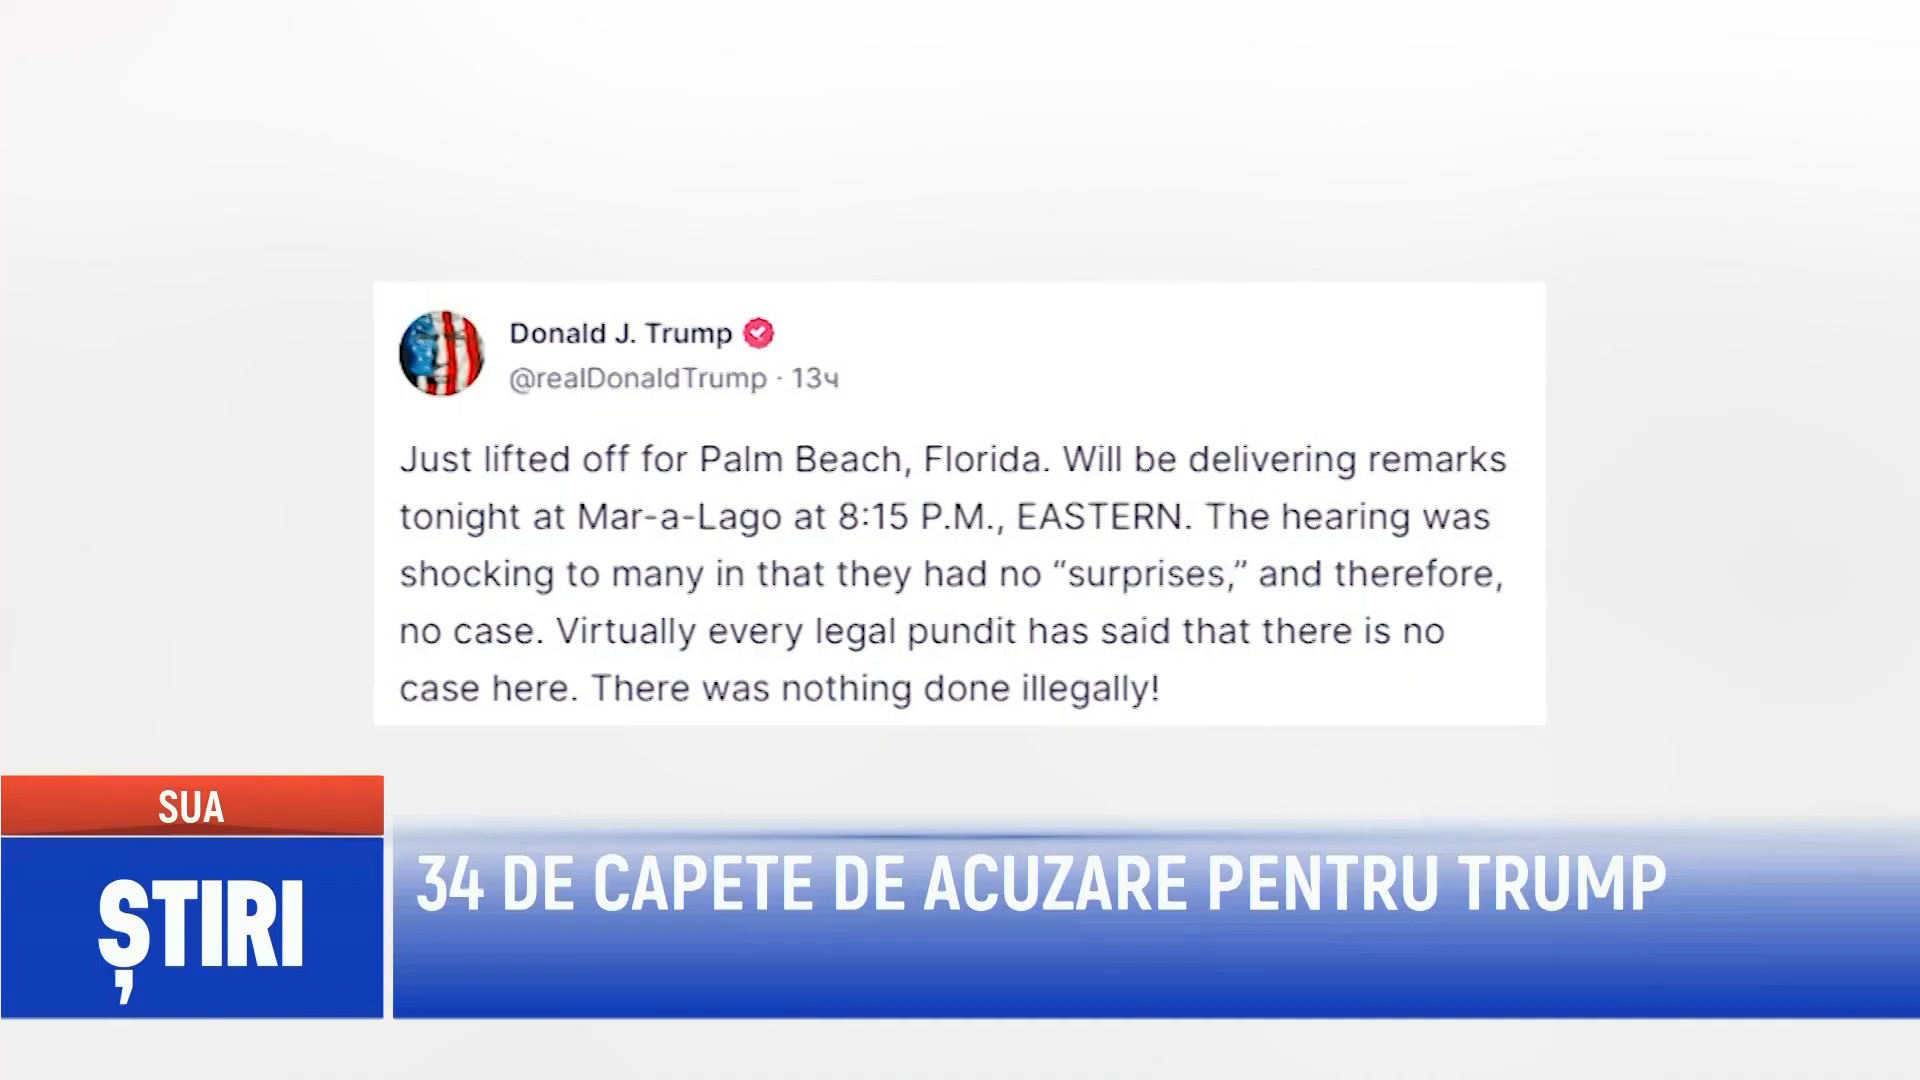 Donald J. Trump
@realDonaldTrump · 13ч
Just lifted off for Palm Beach, Florida. Will be delivering remarks
tonight at Mar-a-Lago at 8:15 P.M., EASTERN. The hearing was
shocking to many in that they had no “surprises,” and therefore,
no case. Virtually every legal pundit has said that there is no
case here. There was nothing done illegally!
SUA
ȘTIRI
34 DE CAPETE DE ACUZARE PENTRU TRUMP